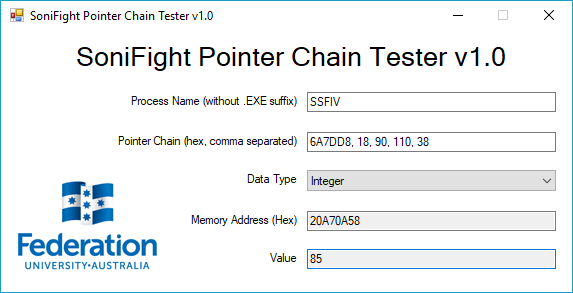 SoniFight Pointer Chain Tester v1.0
SoniFight Pointer Chain Tester v1.0
Process Name (without .EXE suffix) SSFIV
Pointer Chain (hex, comma separated) 6A7DD8, 18, 90, 110, 38
Data Type Integer
Memory Address (Hex) 20A70A58
Value 85
Federation
UNIVERSITY•AUSTRALIA